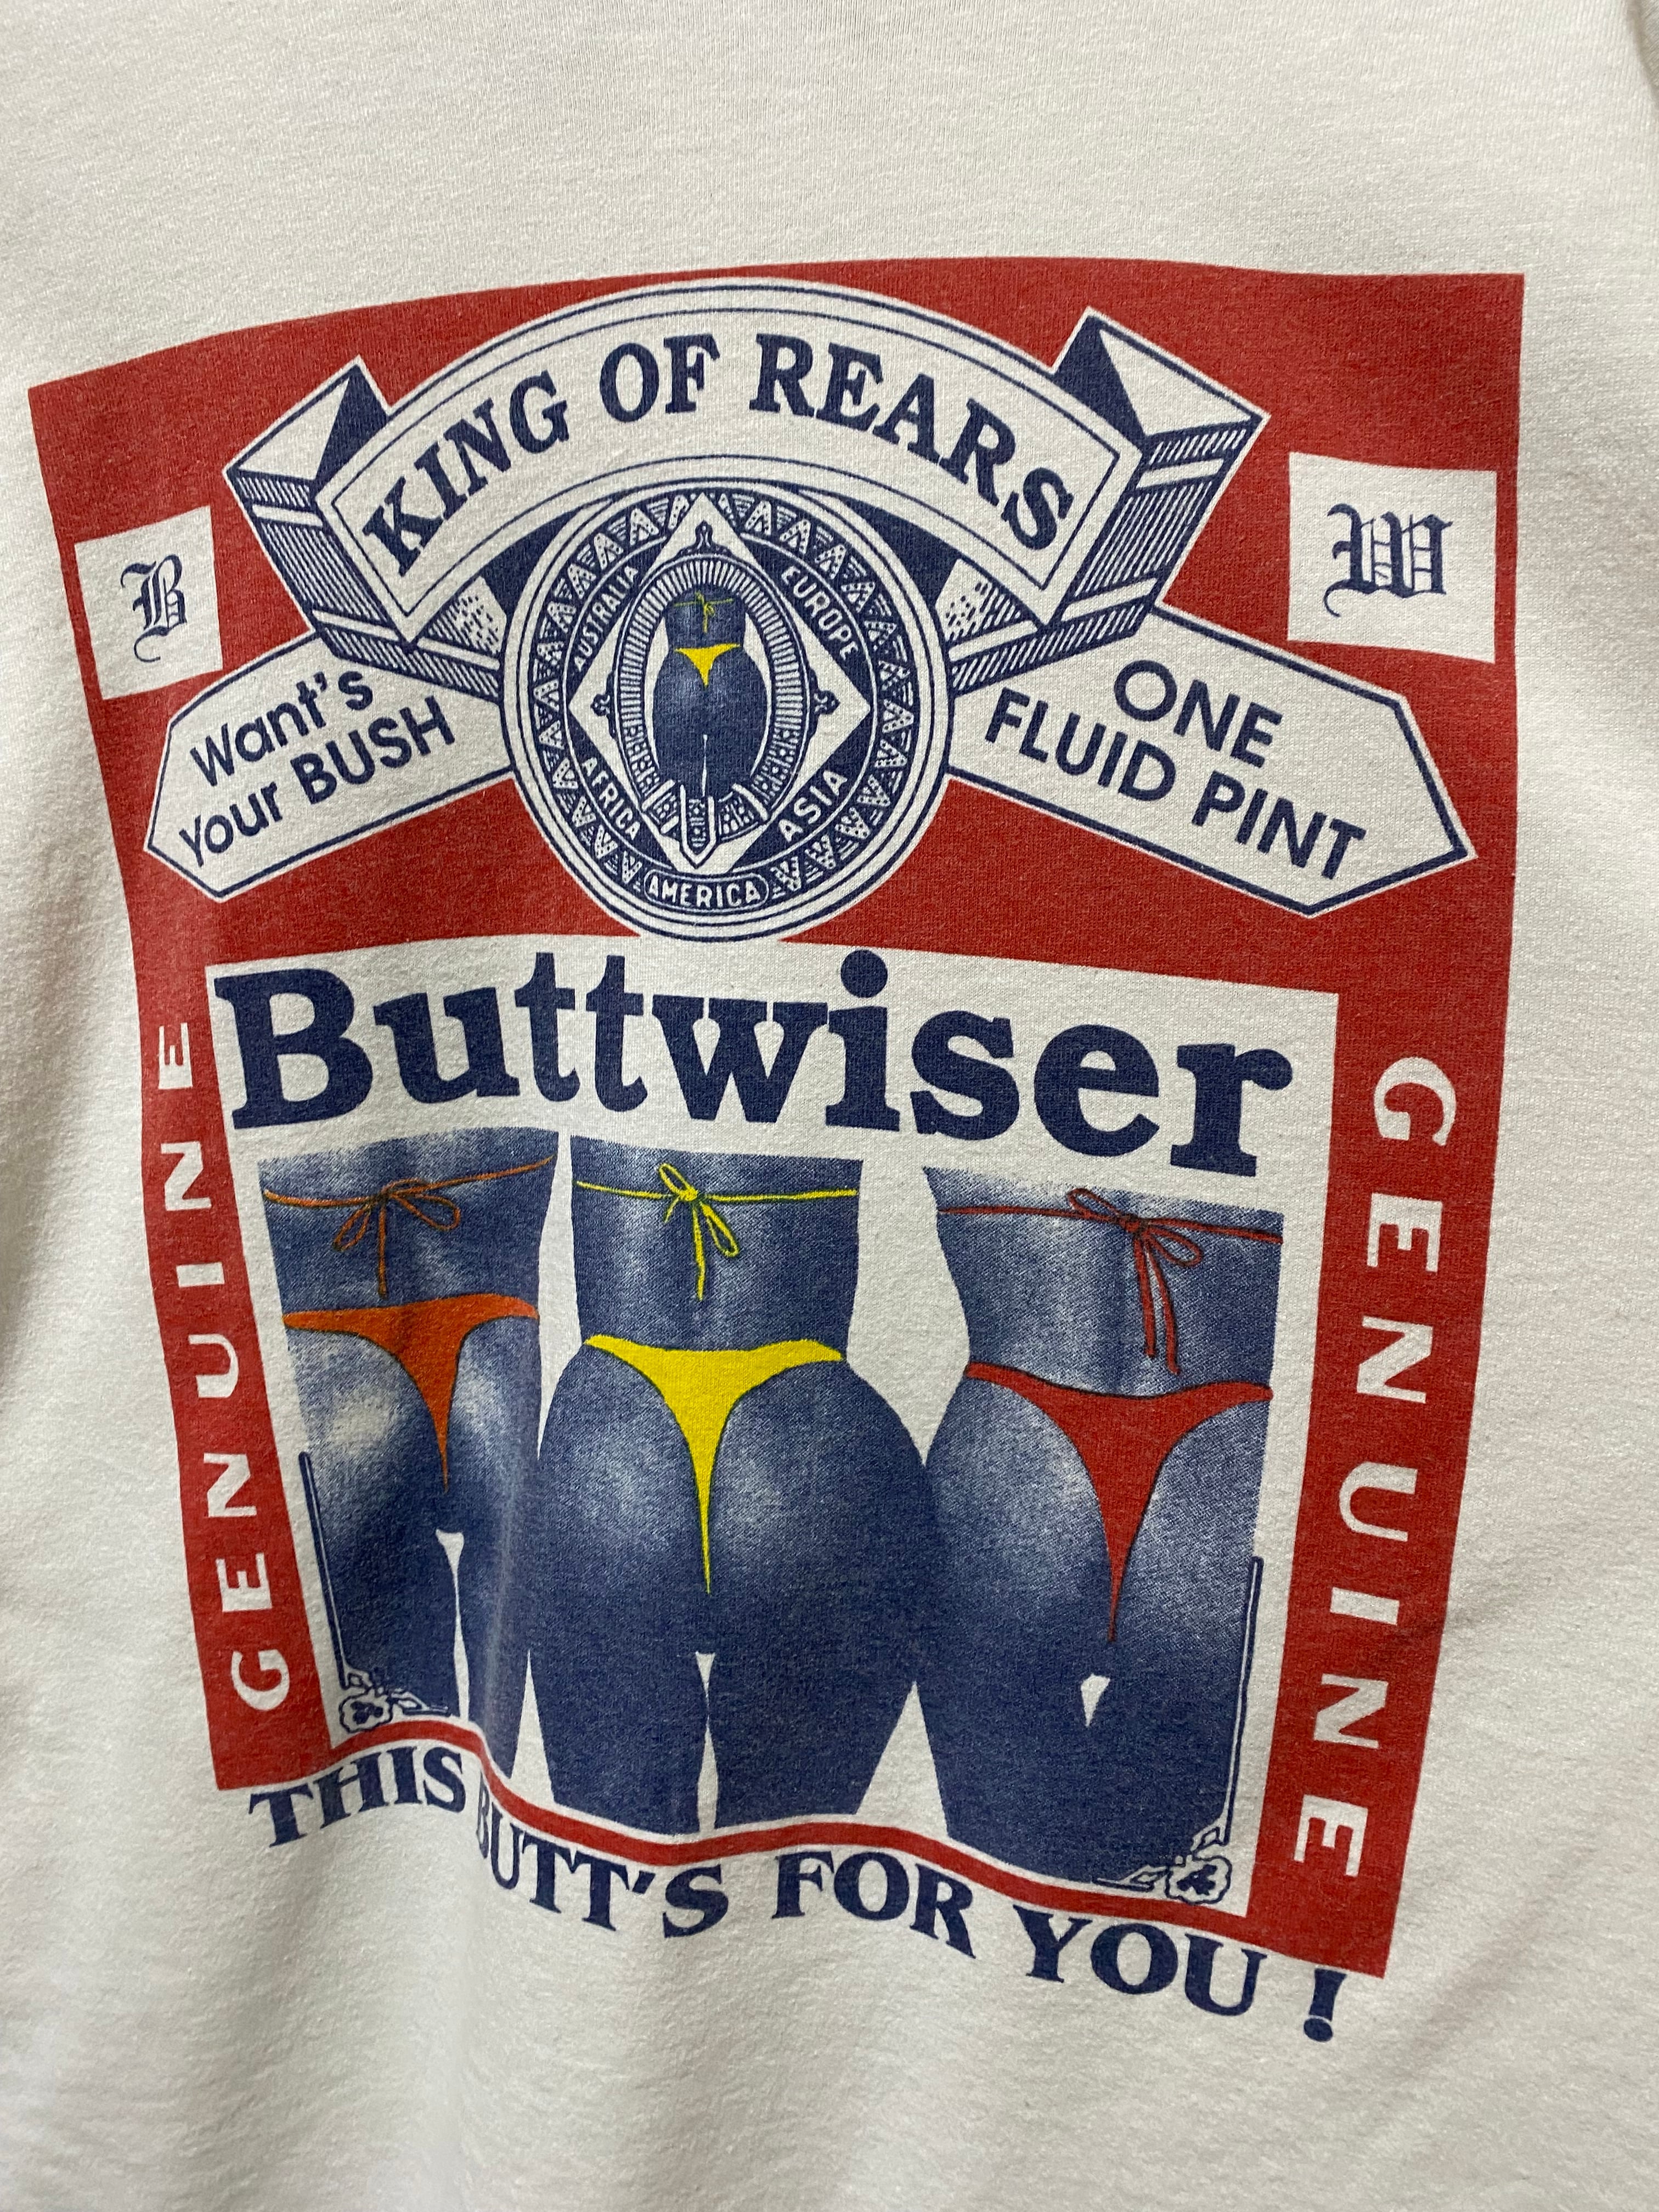 KING OF REARS
B
W
Want's
your BUSH
ONE
FLUID PINT
AUSTRALIA
EUROPE
AFRICA
ASIA
AMERICA
Buttwiser
GENUINE
GENUINE
THIS BUTT'S FOR YOU !